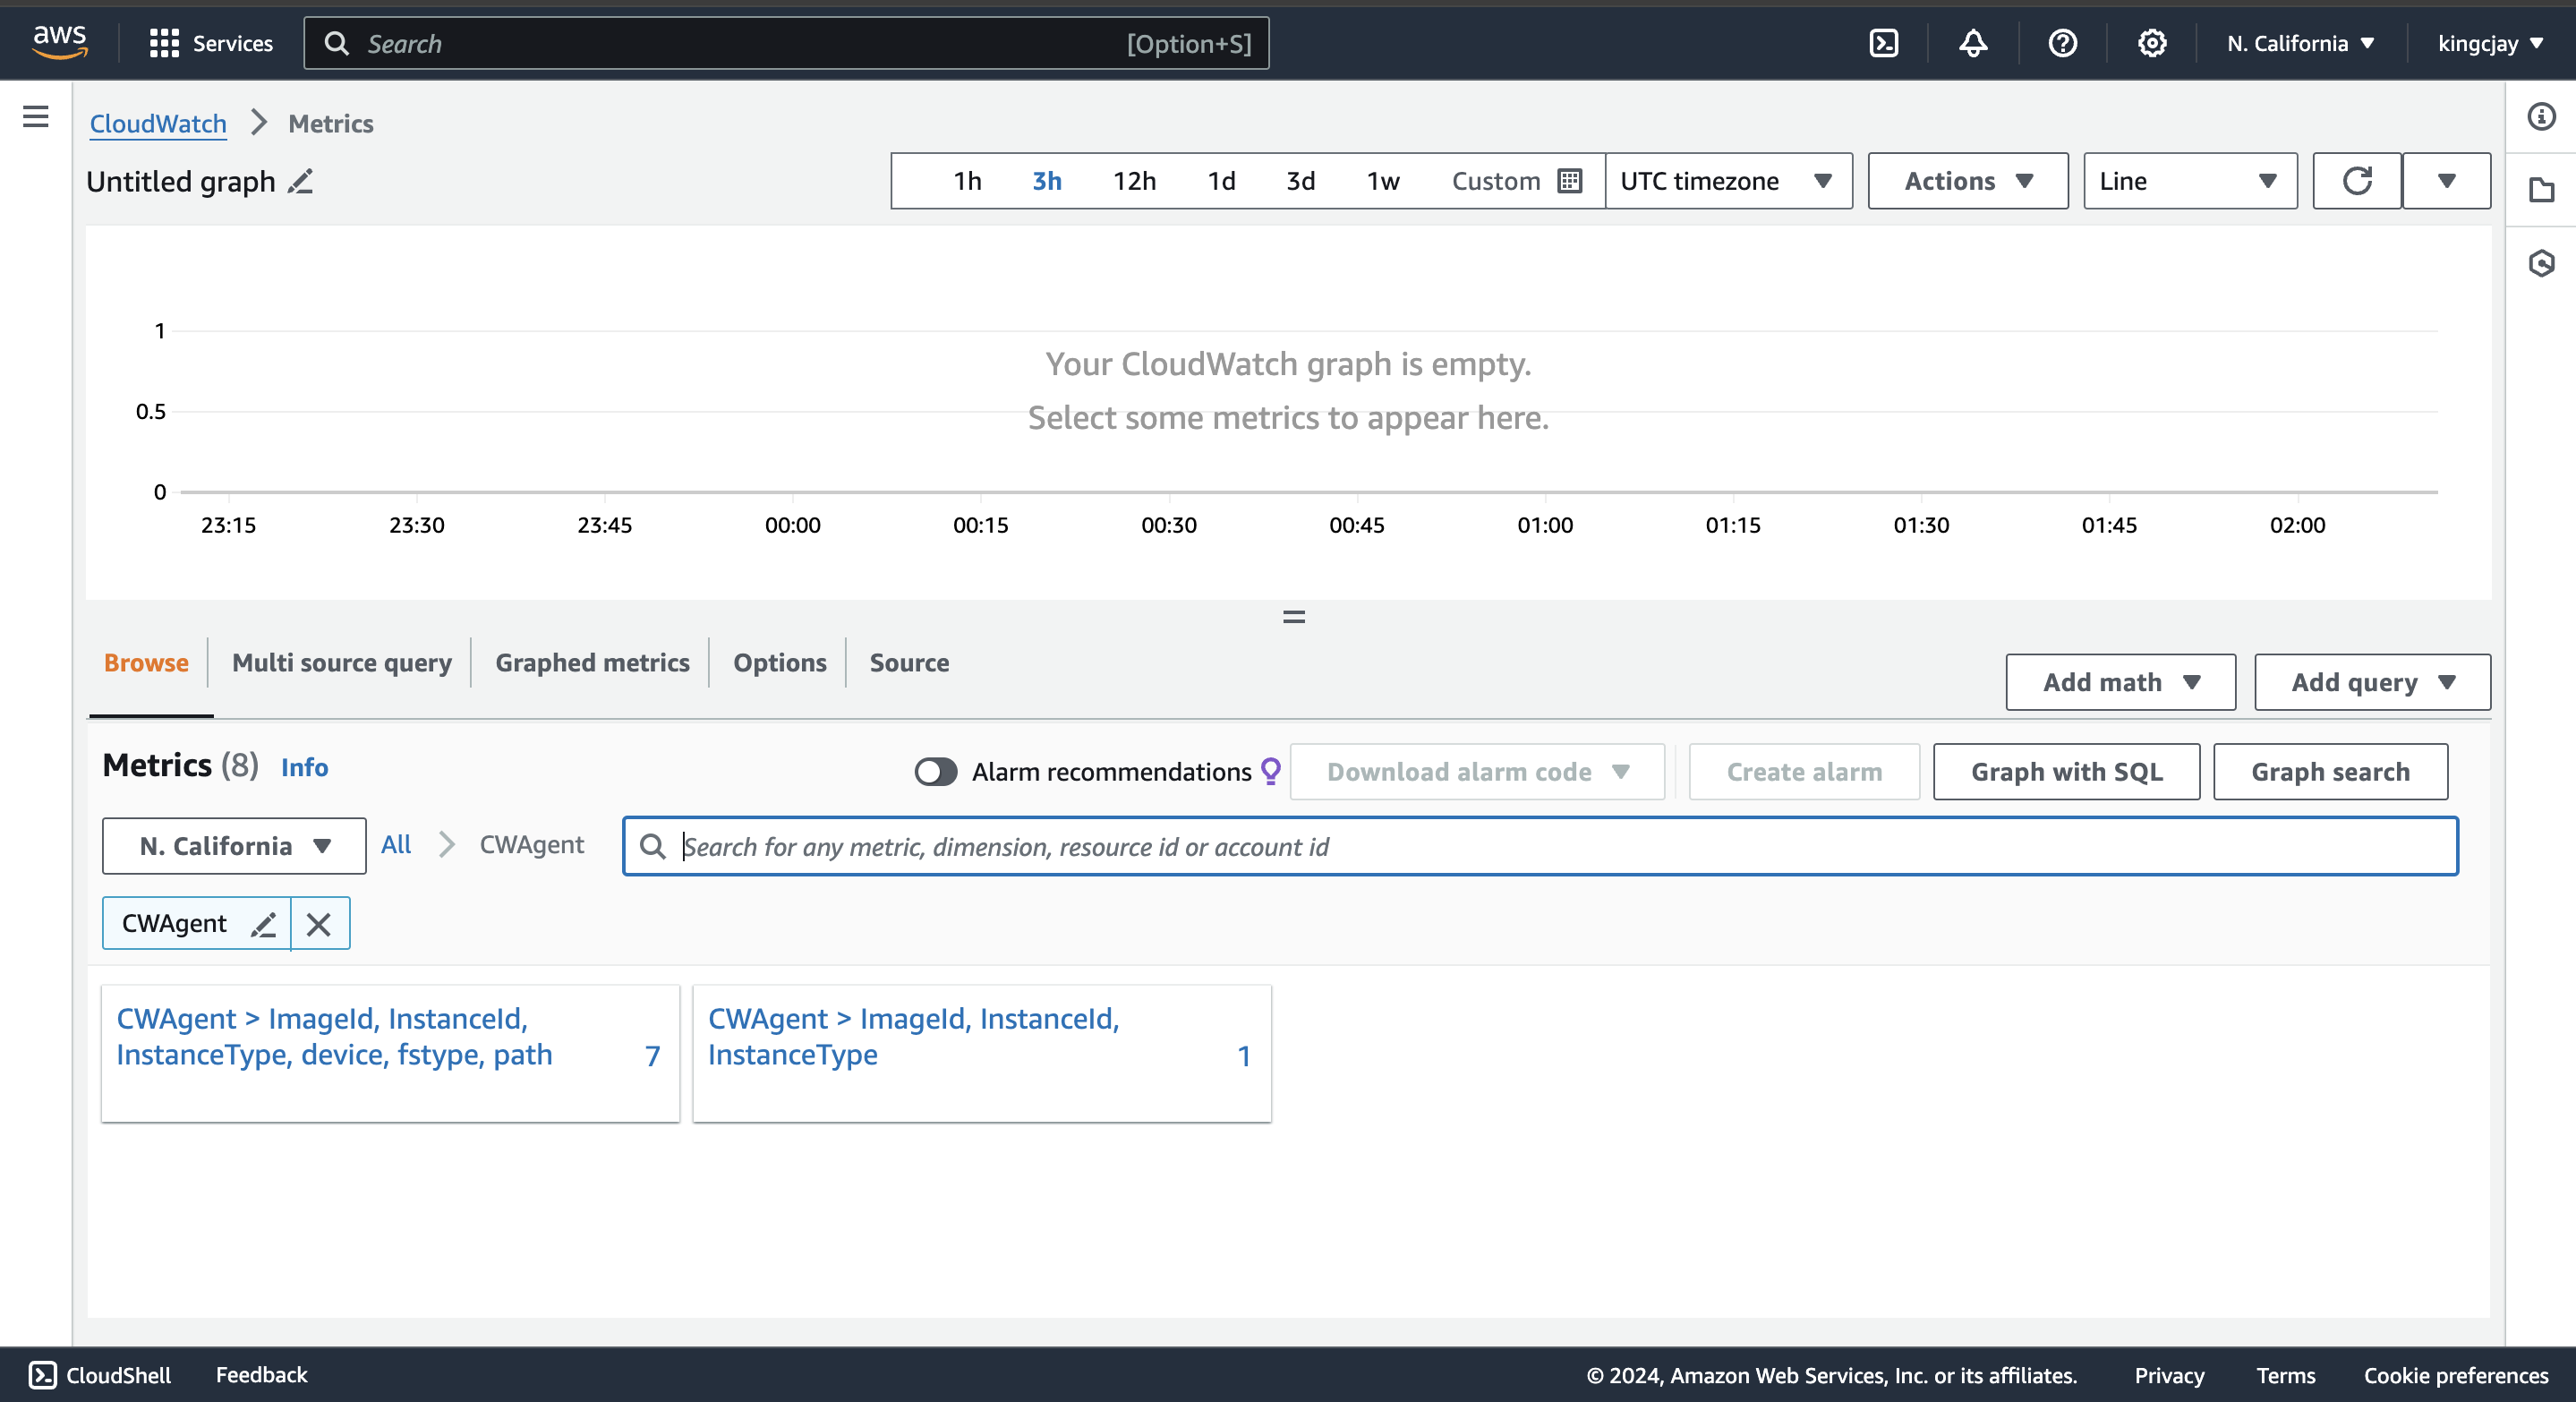 aws
Services
Search
[Option+S]
N. California
kingcjay
CloudWatch
Metrics
Untitled graph
1h
3h
12h
1d
3d
1w
Custom
UTC timezone
Actions
Line
1
0.5
0
Your CloudWatch graph is empty.
Select some metrics to appear here.
23:15
23:30
23:45
00:00
00:15
00:30
00:45
01:00
01:15
01:30
01:45
02:00
Browse
Multi source query
Graphed metrics
Options
Source
Add math
Add query
Metrics (8)
Info
Alarm recommendations
Download alarm code
Create alarm
Graph with SQL
Graph search
N. California
All
CWAgent
Search for any metric, dimension, resource id or account id
CWAgent
CWAgent > ImageId, InstanceId,
InstanceType, device, fstype, path
7
CWAgent > ImageId, InstanceId,
InstanceType
1
CloudShell
Feedback
© 2024, Amazon Web Services, Inc. or its affiliates.
Privacy
Terms
Cookie preferences